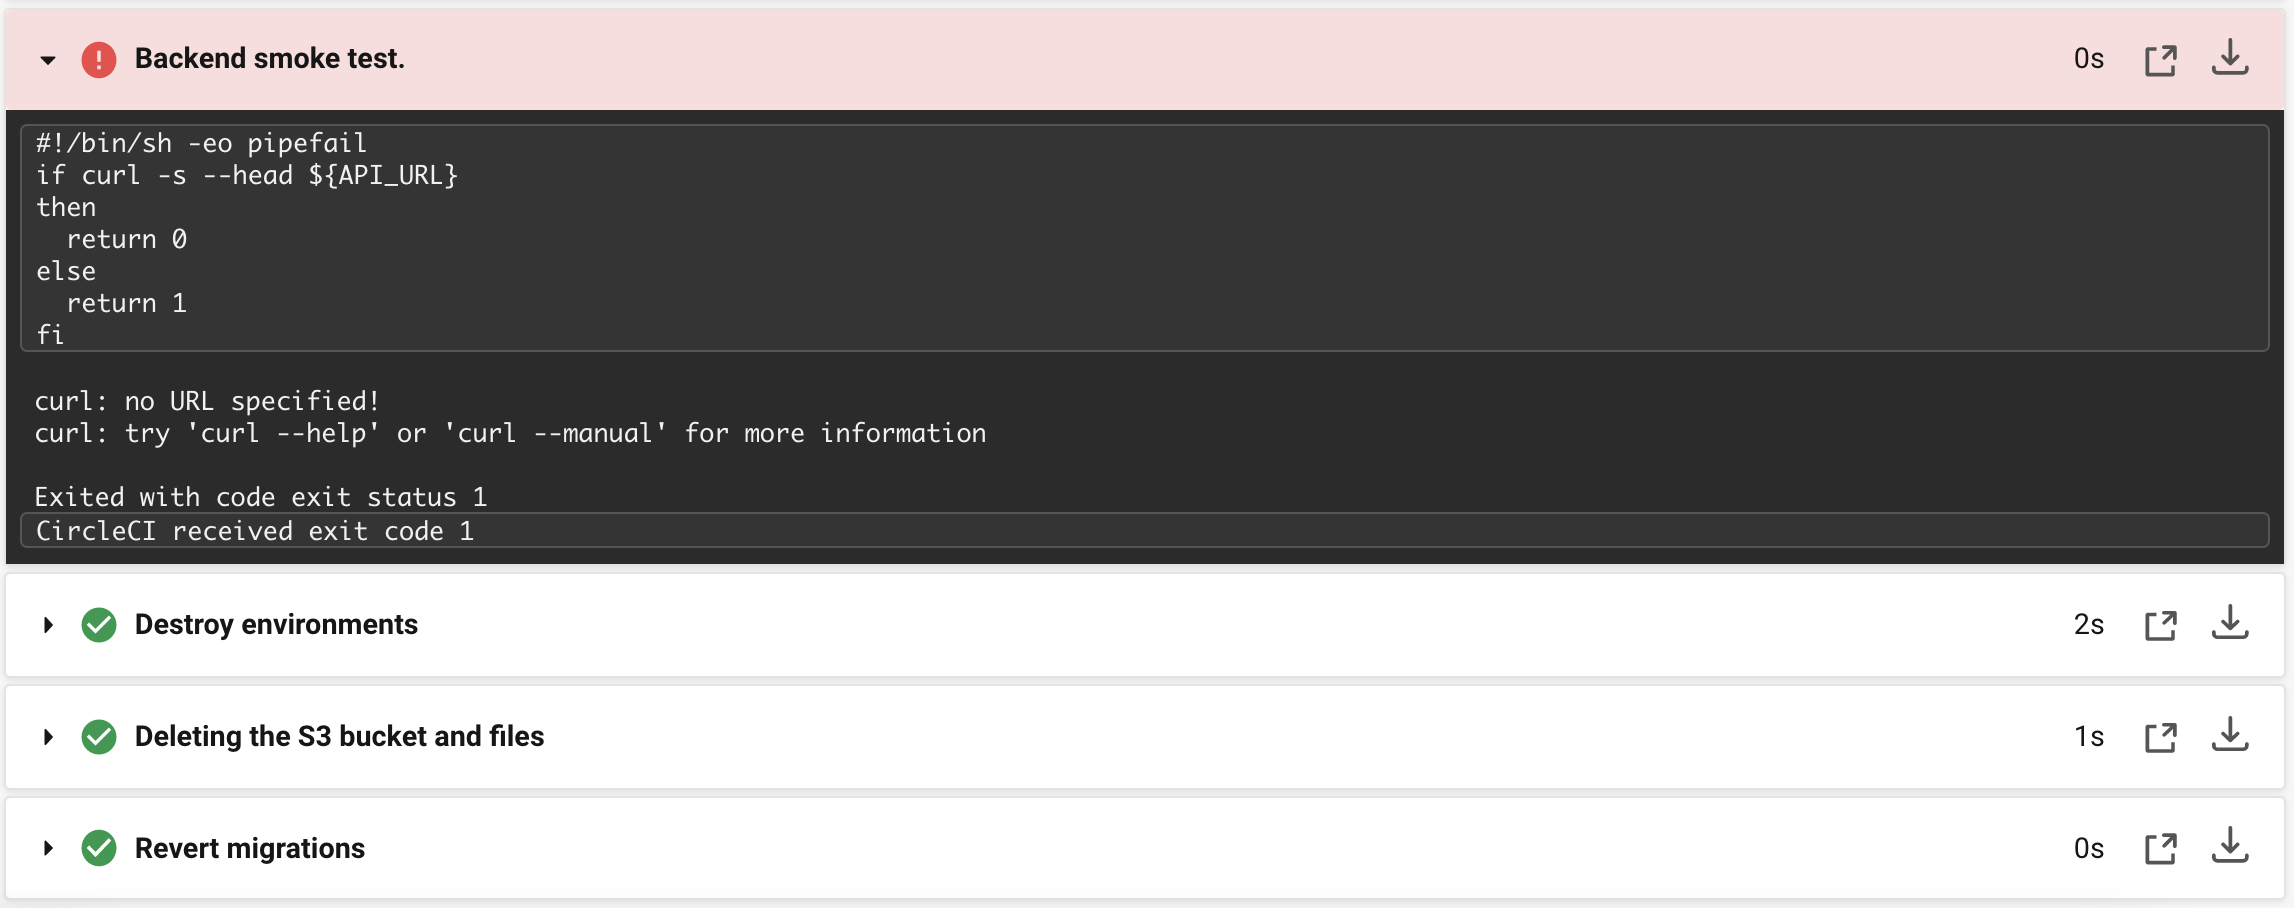 Backend smoke test.
0s
#!/bin/sh -eo pipefail
if curl -s --head ${API_URL}
then
  return 0
else
  return 1
fi
curl: no URL specified!
curl: try 'curl --help' or 'curl --manual' for more information
Exited with code exit status 1
CircleCI received exit code 1
Destroy environments
2s
Deleting the S3 bucket and files
1s
Revert migrations
0s